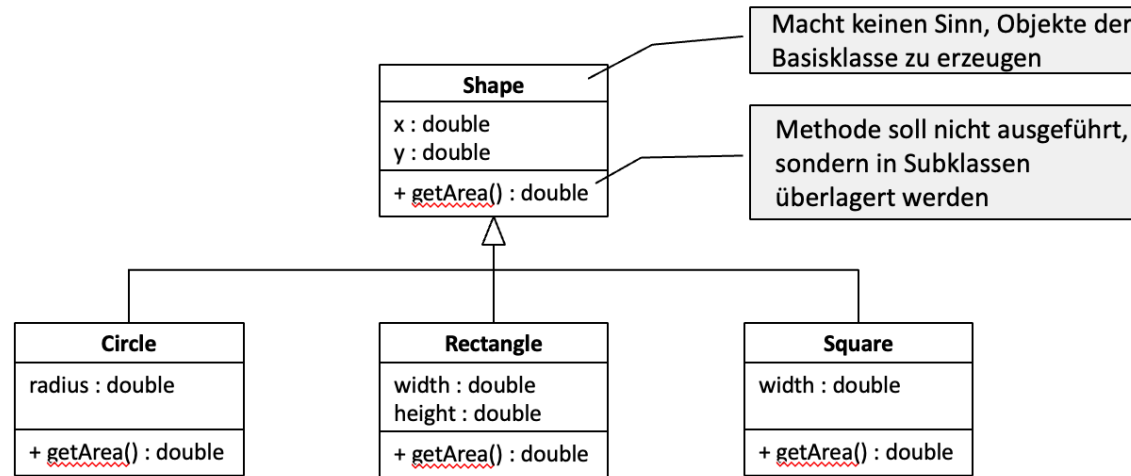 Macht keinen Sinn, Objekte der
Basisklasse zu erzeugen
Shape
x : double
y : double
+ getArea() : double
Methode soll nicht ausgeführt,
sondern in Subklassen
überlagert werden
Circle
radius : double
+ getArea() : double
Rectangle
width : double
height : double
+ getArea() : double
Square
width : double
+ getArea() : double